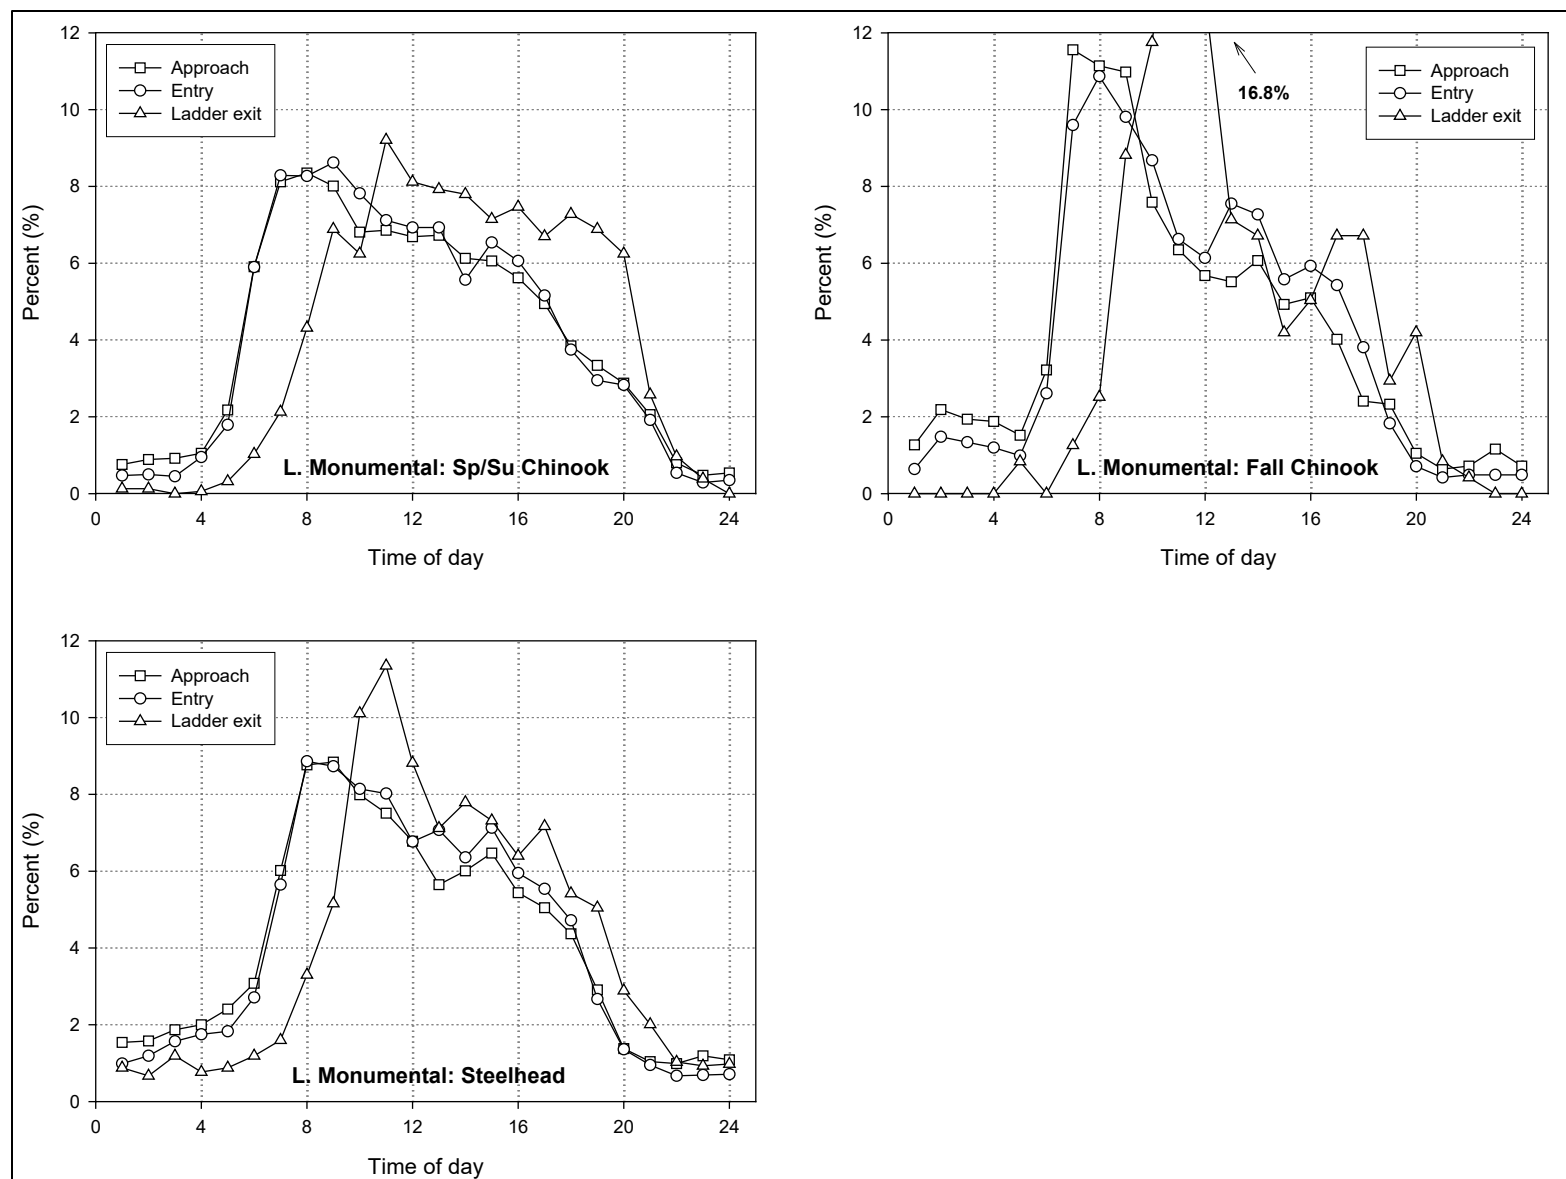 12
10
8
6
4
2
0
Percent (%)
Approach
Entry
Ladder exit
L. Monumental: Sp/Su Chinook
0 4 8 12 16 20 24
Time of day
12
10
8
6
4
2
0
Percent (%)
16.8%
Approach
Entry
Ladder exit
L. Monumental: Fall Chinook
0 4 8 12 16 20 24
Time of day
12
10
8
6
4
2
0
Percent (%)
Approach
Entry
Ladder exit
L. Monumental: Steelhead
0 4 8 12 16 20 24
Time of day